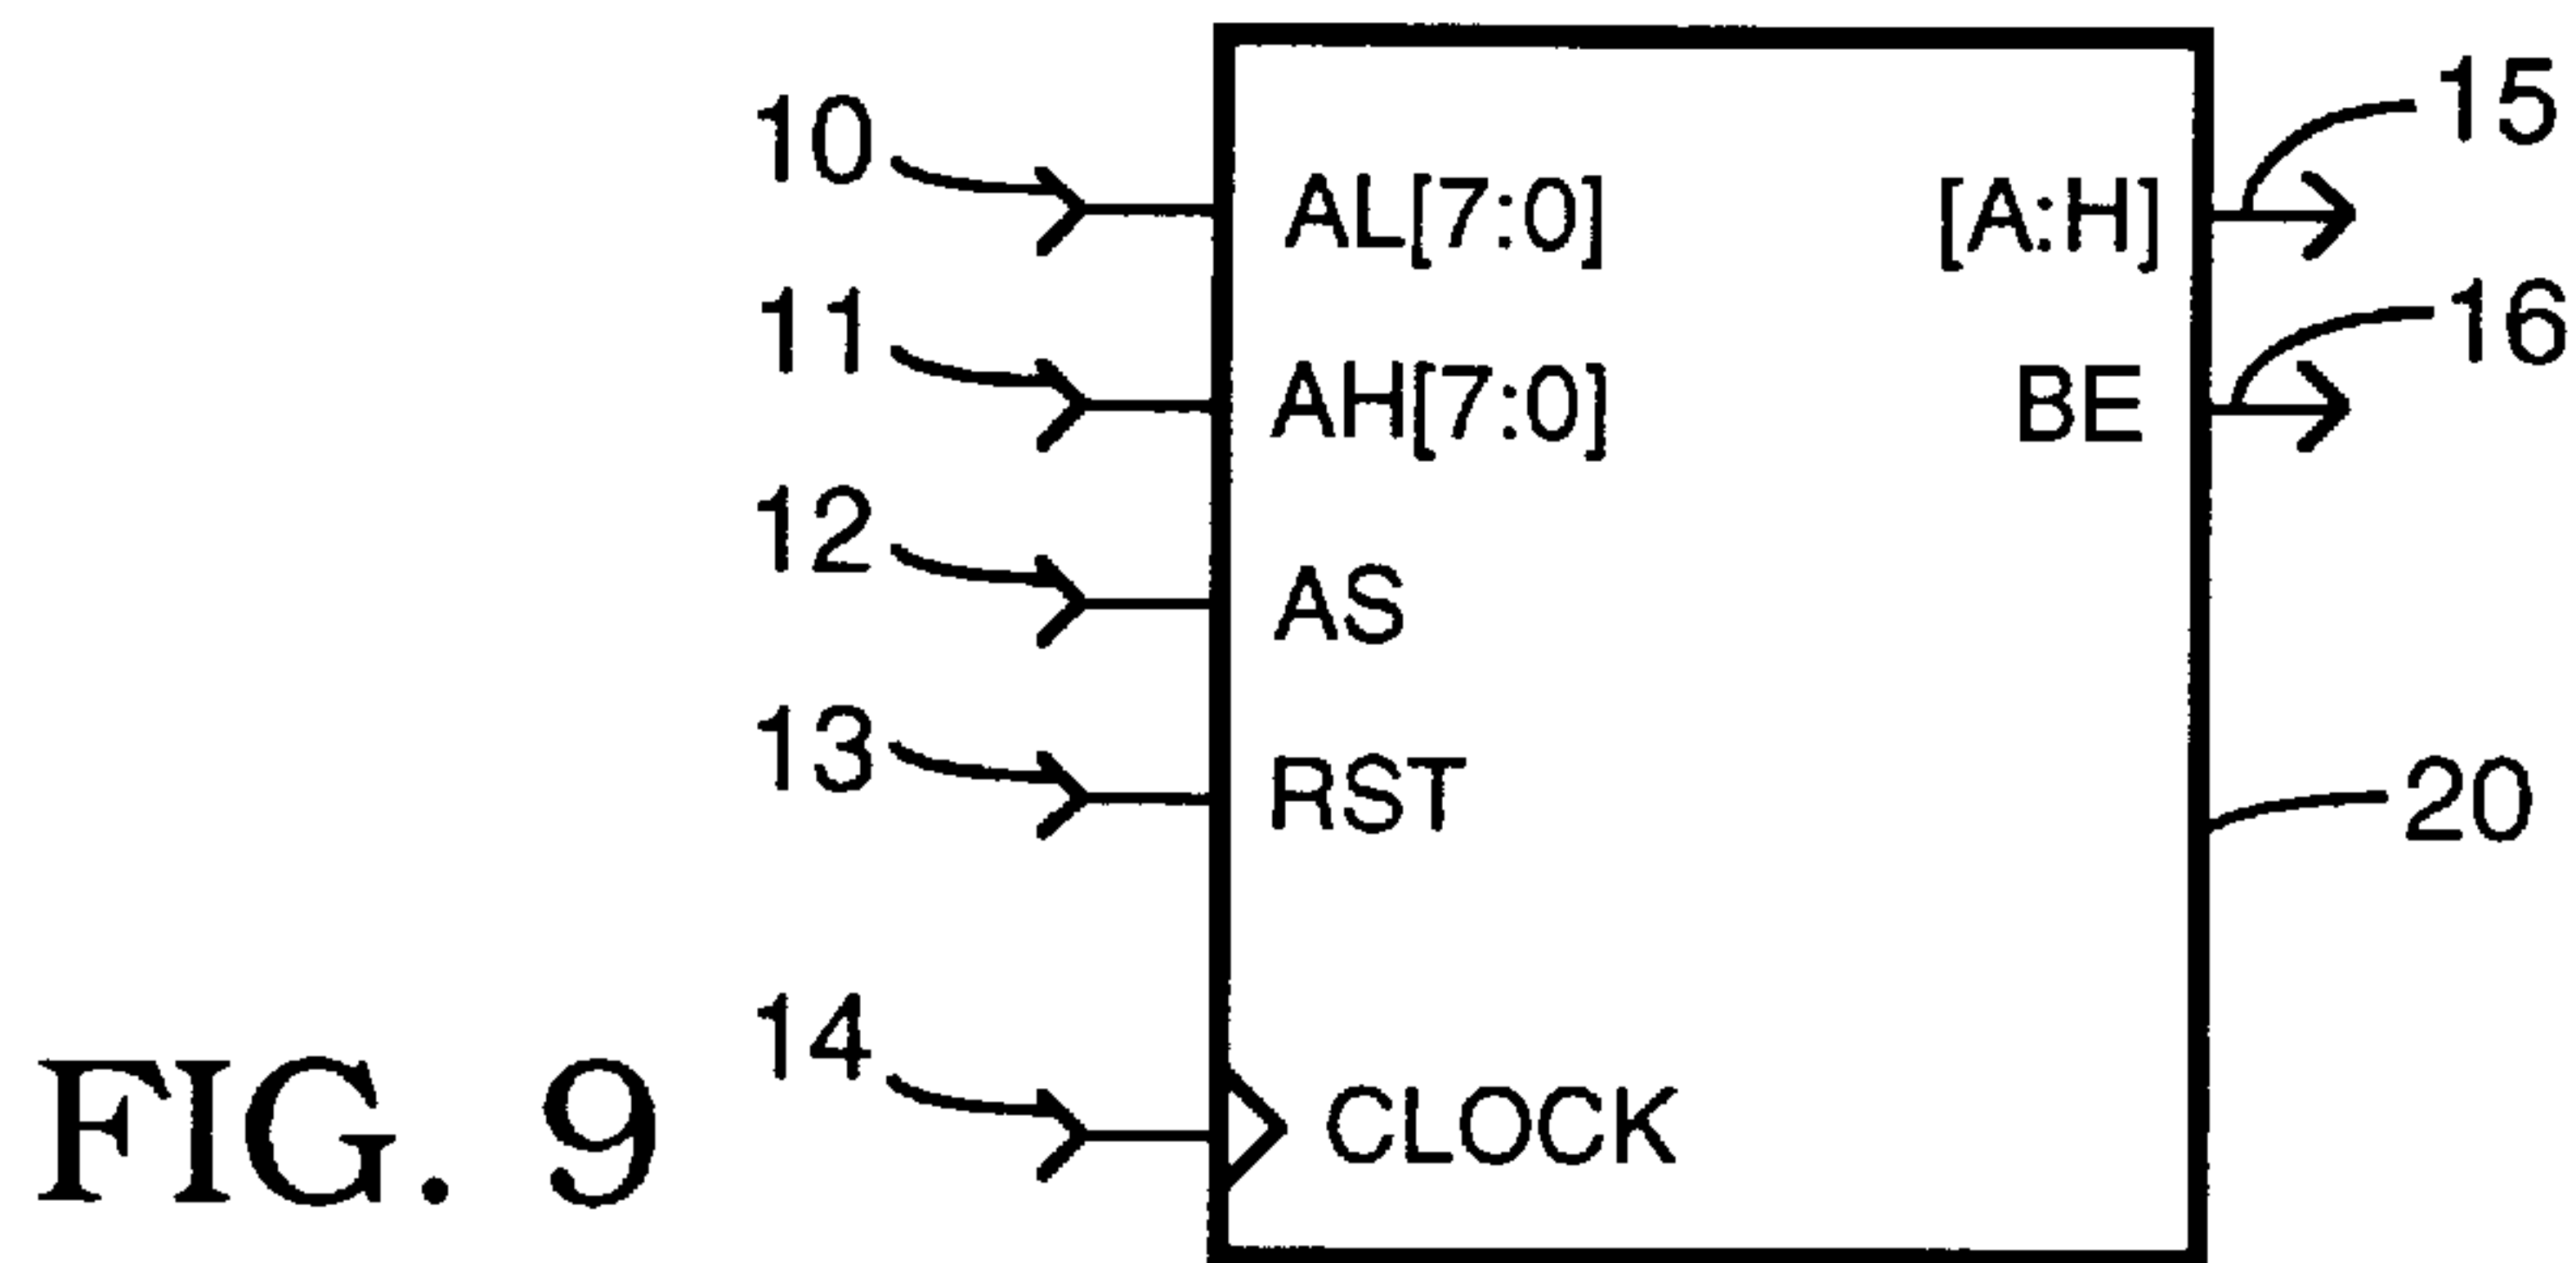 10 AL[7:0] [A:H] 15
11 AH[7:0] BE 16
12 AS
13 RST 20
14 CLOCK
FIG. 9